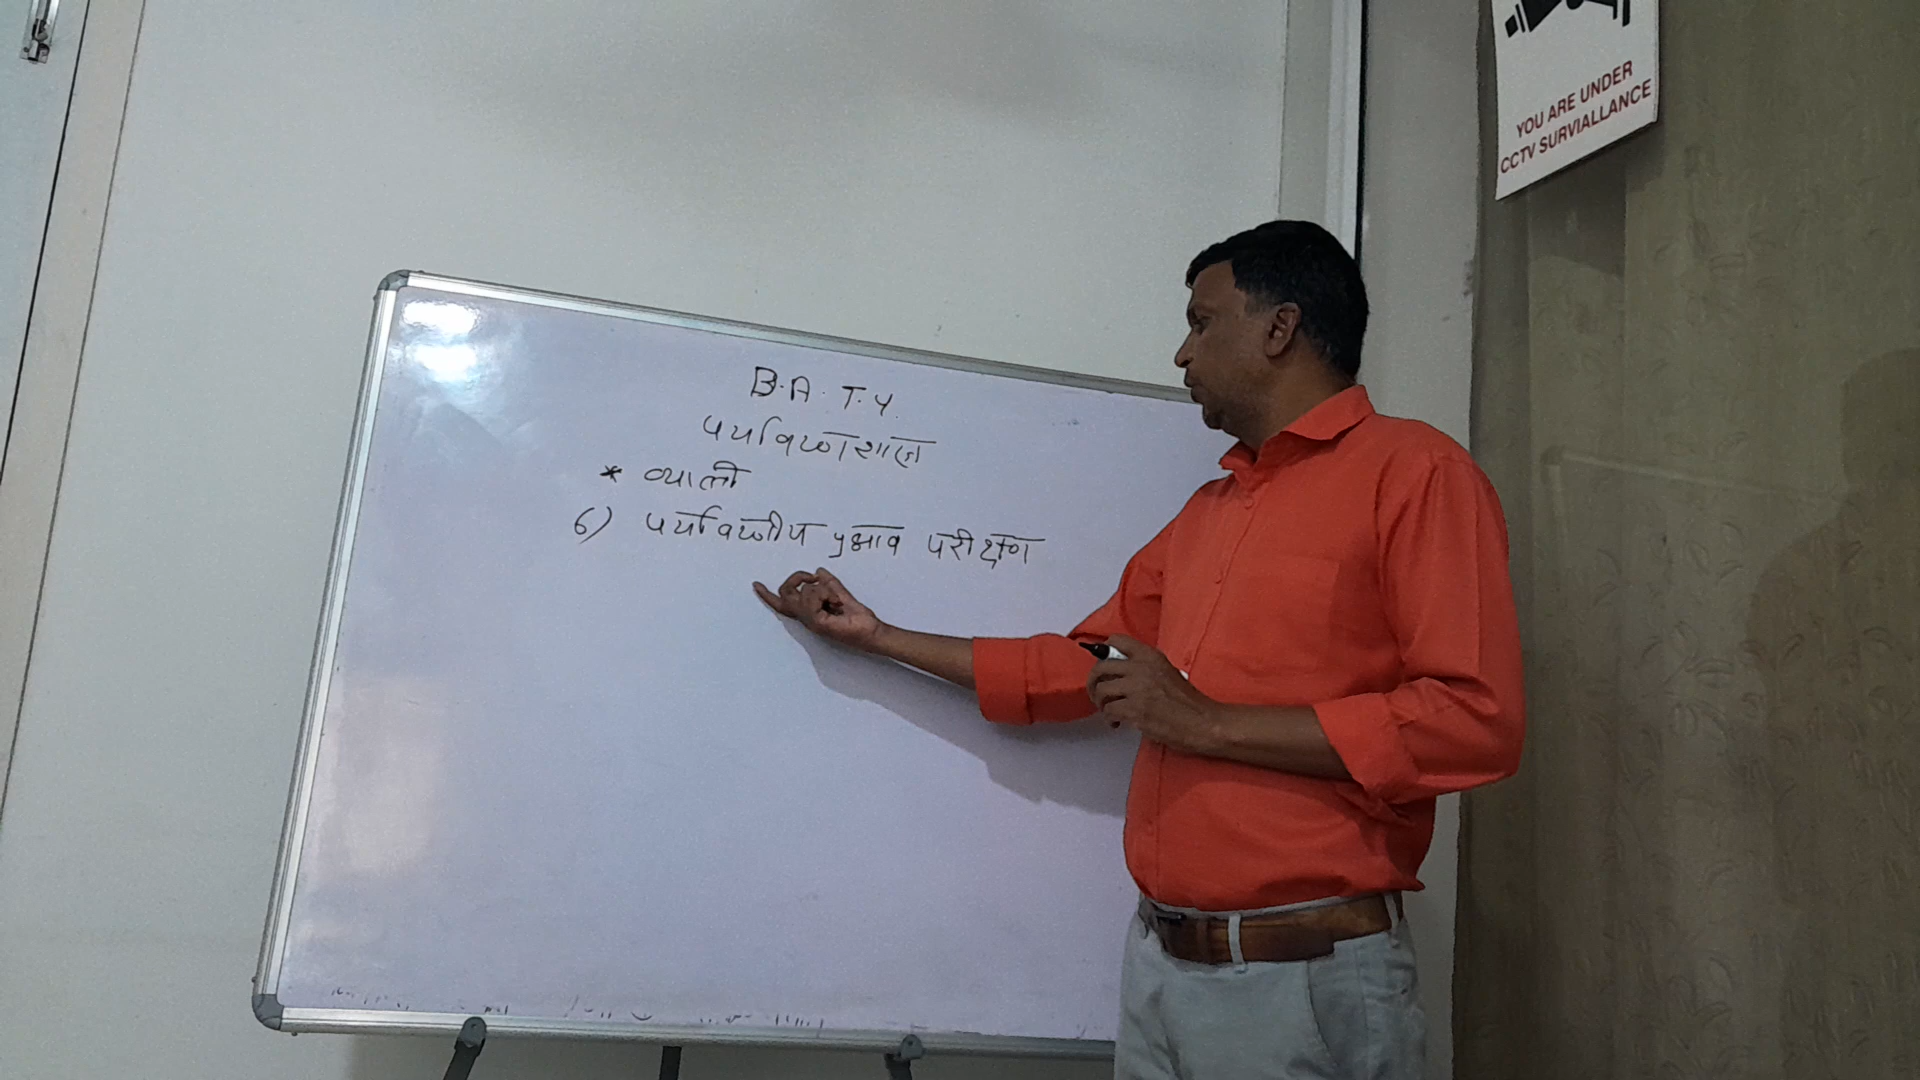 B.A. T.Y.
पर्यावरणशास्त्र
* व्याप्ती
6) पर्यावरणीय प्रभाव परीक्षण
YOU ARE UNDER
CCTV SURVIALLANCE